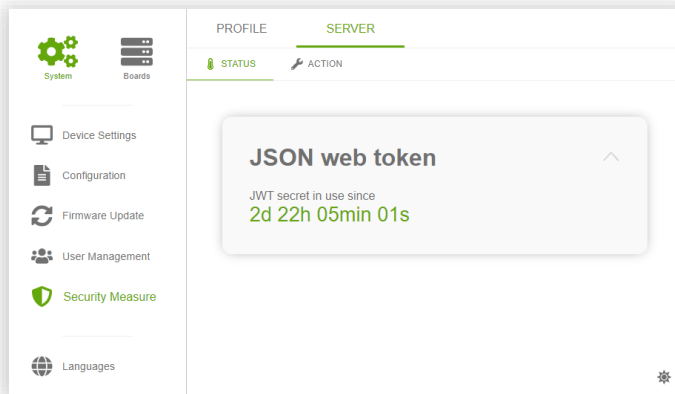 PROFILE SERVER
System Boards
STATUS ACTION
Device Settings
Configuration
Firmware Update
User Management
Security Measure
Languages
JSON web token
JWT secret in use since
2d 22h 05min 01s